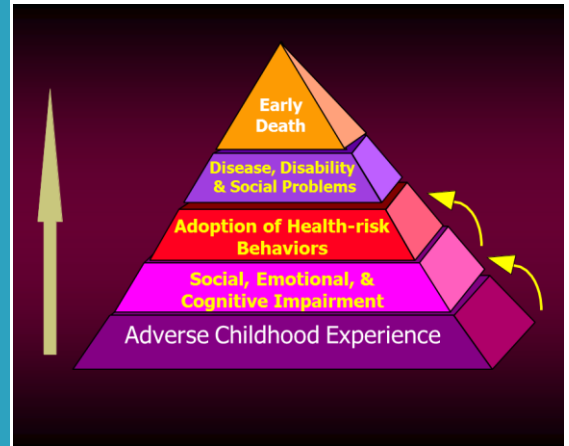 Early
Death
Disease, Disability
& Social Problems
Adoption of Health-risk
Behaviors
Social, Emotional, &
Cognitive Impairment
Adverse Childhood Experience